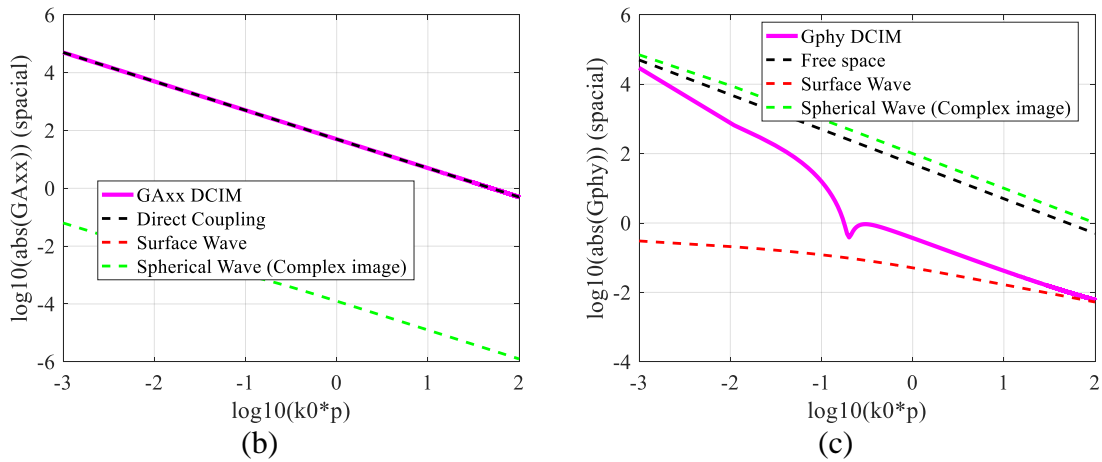 log10(abs(GAxx)) (spacial)
6
4
2
0
-2
-4
-6
GAxx DCIM
Direct Coupling
Surface Wave
Spherical Wave (Complex image)
-3 -2 -1 0 1 2
log10(k0*p)
(b)
log10(abs(Gphy)) (spacial)
6
4
2
0
-2
-4
Gphy DCIM
Free space
Surface Wave
Spherical Wave (Complex image)
-3 -2 -1 0 1 2
log10(k0*p)
(c)